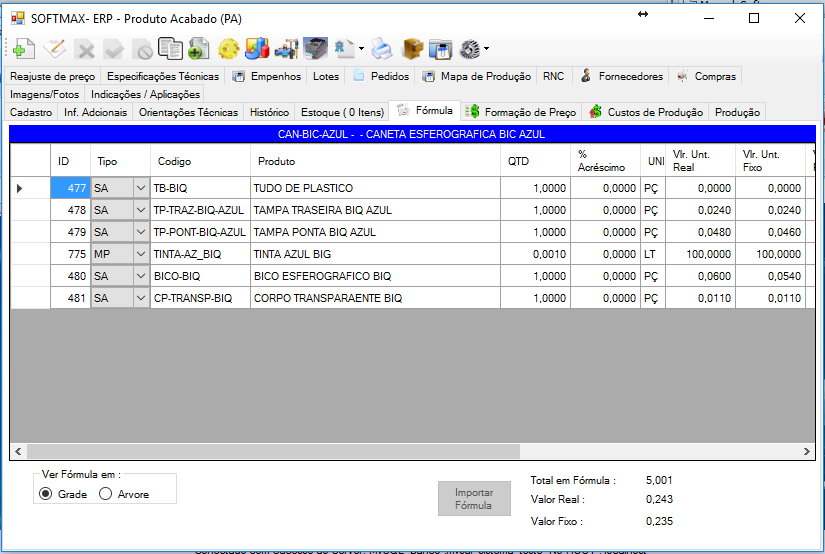 SOFTMAX- ERP - Produto Acabado (PA)
Reajuste de preço Especificações Técnicas Empenhos Lotes Pedidos Mapa de Produção RNC Fornecedores Compras
Imagens/Fotos Indicações / Aplicações
Cadastro Inf. Adcionais Orientações Técnicas Histórico Estoque ( 0 Itens) Fórmula Formação de Preço Custos de Produção Produção
CAN-BIC-AZUL - - CANETA ESFEROGRAFICA BIC AZUL
ID Tipo Codigo Produto QTD % Acréscimo UNI Vlr. Unt. Real Vlr. Unt. Fixo
477 SA TB-BIQ TUDO DE PLASTICO 1,0000 0,0000 PÇ 0,0000 0,0000
478 SA TP-TRAZ-BIQ-AZUL TAMPA TRASEIRA BIQ AZUL 1,0000 0,0000 PÇ 0,0240 0,0240
479 SA TP-PONT-BIQ-AZUL TAMPA PONTA BIQ AZUL 1,0000 0,0000 PÇ 0,0480 0,0460
775 MP TINTA-AZ_BIQ TINTA AZUL BIG 0,0010 0,0000 LT 100,0000 100,0000
480 SA BICO-BIQ BICO ESFEROGRAFICO BIQ 1,0000 0,0000 PÇ 0,0600 0,0540
481 SA CP-TRANSP-BIQ CORPO TRANSPARAENTE BIQ 1,0000 0,0000 PÇ 0,0110 0,0110
Ver Fórmula em :
Grade Arvore
Importar Fórmula
Total em Fórmula : 5,001
Valor Real : 0,243
Valor Fixo : 0,235